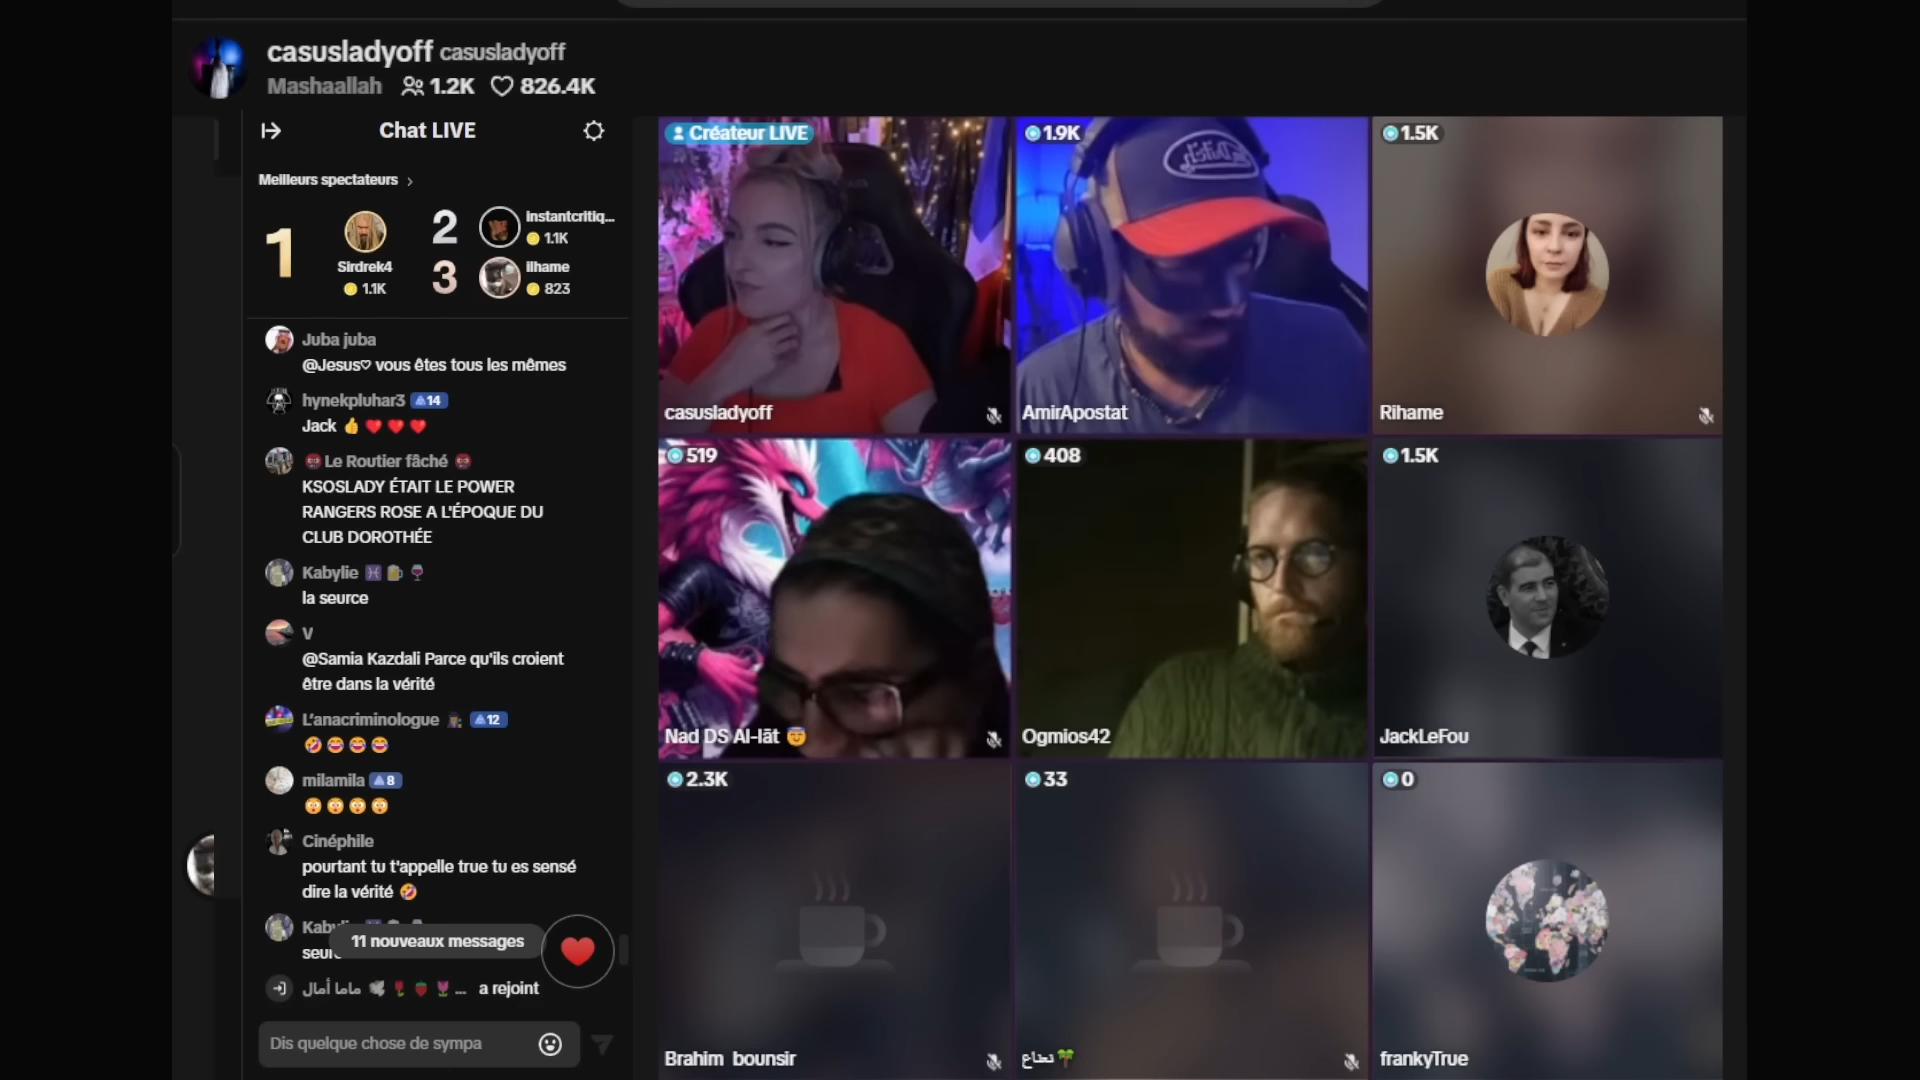 casusladyoff casusladyoff
Mashaallah 1.2K 826.4K
Chat LIVE
Meilleurs spectateurs >
1
Sirdrek4
1.1K
2
instantcritiq...
1.1K
3
ilhame
823
Juba juba
@Jesus♡ vous êtes tous les mêmes
hynekpluhar3 14
Jack 👍 ❤️ ❤️ ❤️
👹 Le Routier fâché 👹
KSOSLADY ÉTAIT LE POWER
RANGERS ROSE A L'ÉPOQUE DU
CLUB DOROTHÉE
Kabylie ♓ 🍺 🍷
la seurce
V
@Samia Kazdali Parce qu'ils croient
être dans la vérité
L'anacriminologue 12
🤣 😂 😂 😂
milamila 8
😳 😳 😳 😳
Cinéphile
pourtant tu t'appelle true tu es sensé
dire la vérité 🤣
11 nouveaux messages
ماما أمال 🕊️ 🌹 🍓 🌷 ... a rejoint
Dis quelque chose de sympa
Créateur LIVE
casusladyoff
1.9K
AmirApostat
1.5K
Rihame
519
Nad DS Al-lāt 😇
408
Ogmios42
1.5K
JackLeFou
2.3K
Brahim bounsir
33
نعناع🌴
0
frankyTrue